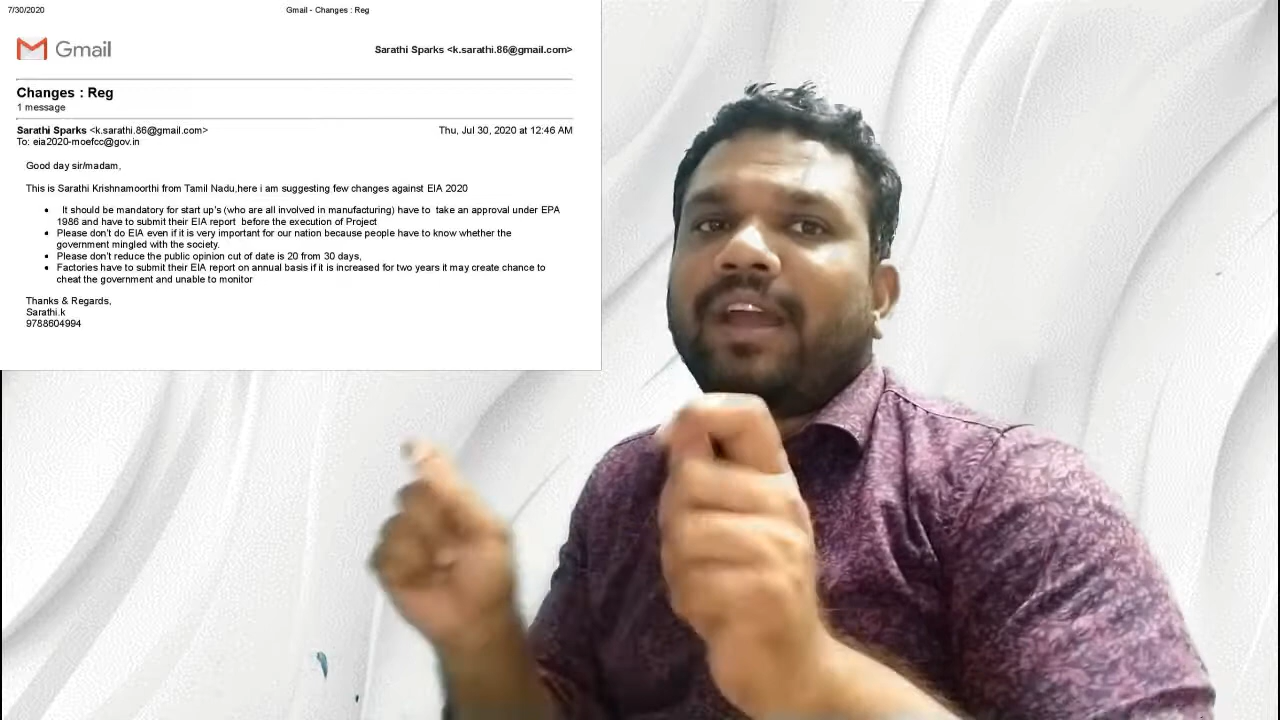 7/30/2020 Gmail - Changes : Reg
Gmail Sarathi Sparks <k.sarathi.86@gmail.com>
Changes : Reg
1 message
Sarathi Sparks <k.sarathi.86@gmail.com> Thu, Jul 30, 2020 at 12:46 AM
To: eia2020-moefcc@gov.in
Good day sir/madam,
This is Sarathi Krishnamoorthi from Tamil Nadu,here i am suggesting few changes against EIA 2020
• It should be mandatory for start up's (who are all involved in manufacturing) have to take an approval under EPA
1986 and have to submit their EIA report before the execution of Project
• Please don't do EIA even if it is very important for our nation because people have to know whether the
government mingled with the society.
• Please don't reduce the public opinion cut of date is 20 from 30 days,
• Factories have to submit their EIA report on annual basis if it is increased for two years it may create chance to
cheat the government and unable to monitor
Thanks & Regards,
Sarathi.k
9788604994